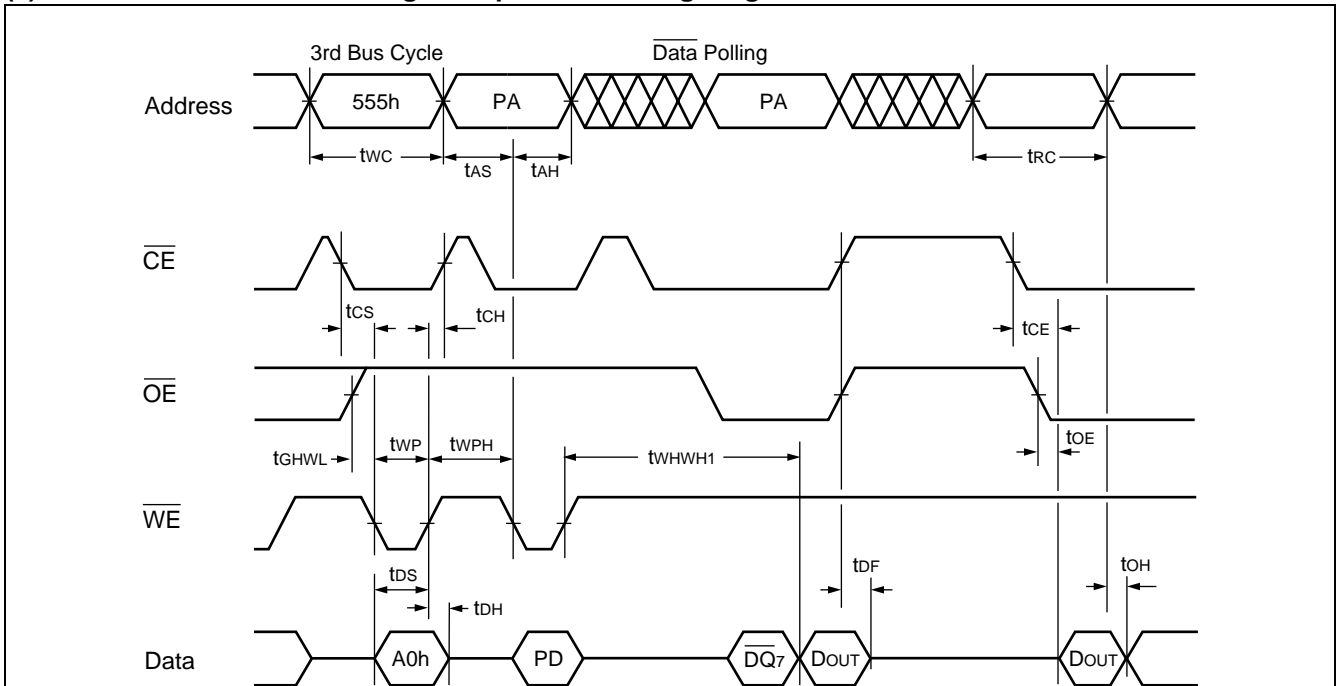 3rd Bus Cycle
Data Polling
Address
555h
PA
PA
tWC
tAS
tAH
tRC
CE
tCS
tCH
tCE
OE
tGHWL
tWP
tWPH
tWHWH1
tOE
WE
tDS
tDH
tDF
tOH
Data
A0h
PD
DQ7
DOUT
DOUT